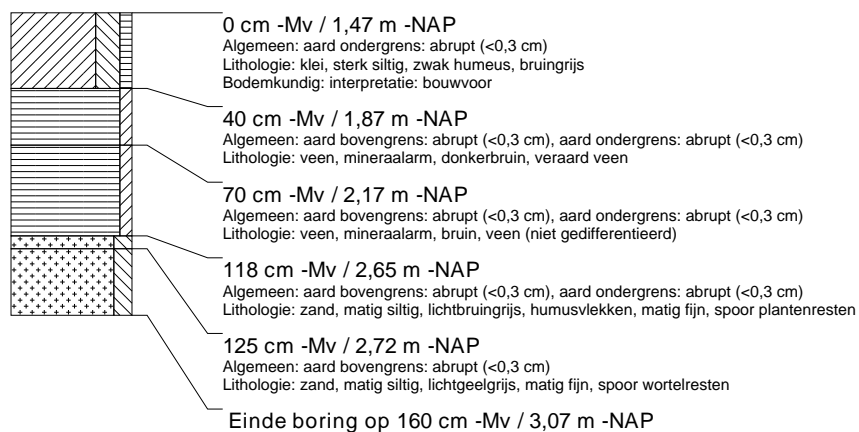 0 cm -Mv / 1,47 m -NAP
Algemeen: aard ondergrens: abrupt (<0,3 cm)
Lithologie: klei, sterk siltig, zwak humeus, bruingrijs
Bodemkundig: interpretatie: bouwvoor
40 cm -Mv / 1,87 m -NAP
Algemeen: aard bovengrens: abrupt (<0,3 cm), aard ondergrens: abrupt (<0,3 cm)
Lithologie: veen, mineraalarm, donkerbruin, veraard veen
70 cm -Mv / 2,17 m -NAP
Algemeen: aard bovengrens: abrupt (<0,3 cm), aard ondergrens: abrupt (<0,3 cm)
Lithologie: veen, mineraalarm, bruin, veen (niet gedifferentieerd)
118 cm -Mv / 2,65 m -NAP
Algemeen: aard bovengrens: abrupt (<0,3 cm), aard ondergrens: abrupt (<0,3 cm)
Lithologie: zand, matig siltig, lichtbruingrijs, humusvlekken, matig fijn, spoor plantenresten
125 cm -Mv / 2,72 m -NAP
Algemeen: aard bovengrens: abrupt (<0,3 cm)
Lithologie: zand, matig siltig, lichtgeelgrijs, matig fijn, spoor wortelresten
Einde boring op 160 cm -Mv / 3,07 m -NAP